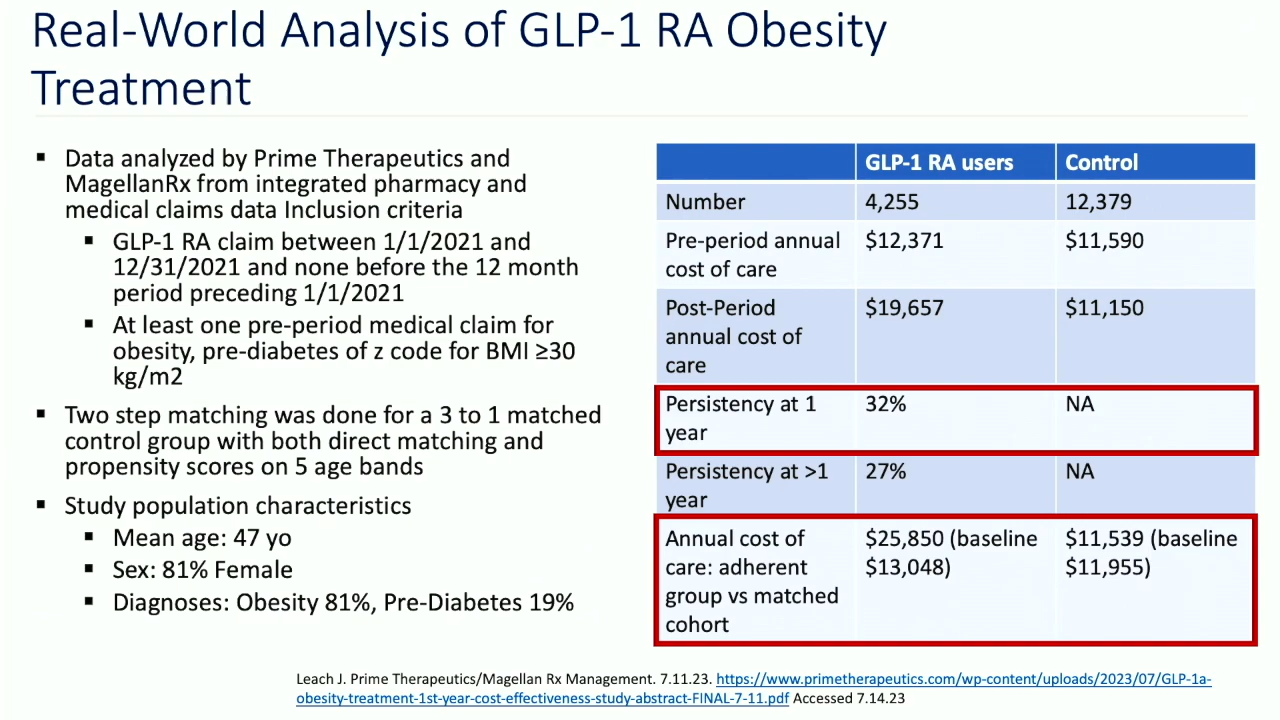 Real-World Analysis of GLP-1 RA Obesity
Treatment
▪ Data analyzed by Prime Therapeutics and
MagellanRx from integrated pharmacy and
medical claims data Inclusion criteria
▪ GLP-1 RA claim between 1/1/2021 and
12/31/2021 and none before the 12 month
period preceding 1/1/2021
▪ At least one pre-period medical claim for
obesity, pre-diabetes of z code for BMI ≥30
kg/m2
▪ Two step matching was done for a 3 to 1 matched
control group with both direct matching and
propensity scores on 5 age bands
▪ Study population characteristics
▪ Mean age: 47 yo
▪ Sex: 81% Female
▪ Diagnoses: Obesity 81%, Pre-Diabetes 19%
GLP-1 RA users Control
Number 4,255 12,379
Pre-period annual $12,371 $11,590
cost of care
Post-Period $19,657 $11,150
annual cost of
care
Persistency at 1 32% NA
year
Persistency at >1 27% NA
year
Annual cost of $25,850 (baseline $11,539 (baseline
care: adherent $13,048) $11,955)
group vs matched
cohort
Leach J. Prime Therapeutics/Magellan Rx Management. 7.11.23. https://www.primetherapeutics.com/wp-content/uploads/2023/07/GLP-1a-
obesity-treatment-1st-year-cost-effectiveness-study-abstract-FINAL-7-11.pdf Accessed 7.14.23